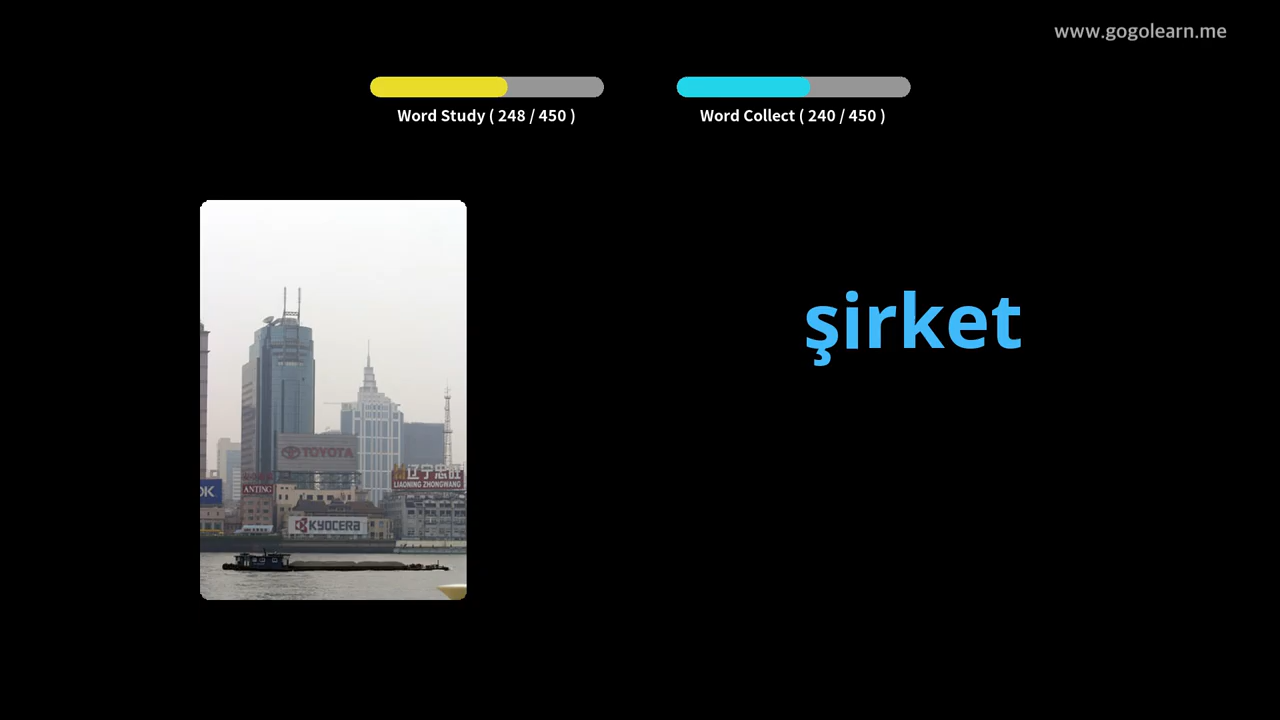 www.gogolearn.me
Word Study ( 248 / 450 )
Word Collect ( 240 / 450 )
şirket
TOYOTA
辽宁忠旺
LIAONING ZHONGWANG
OK
ANTING
KYOCERA